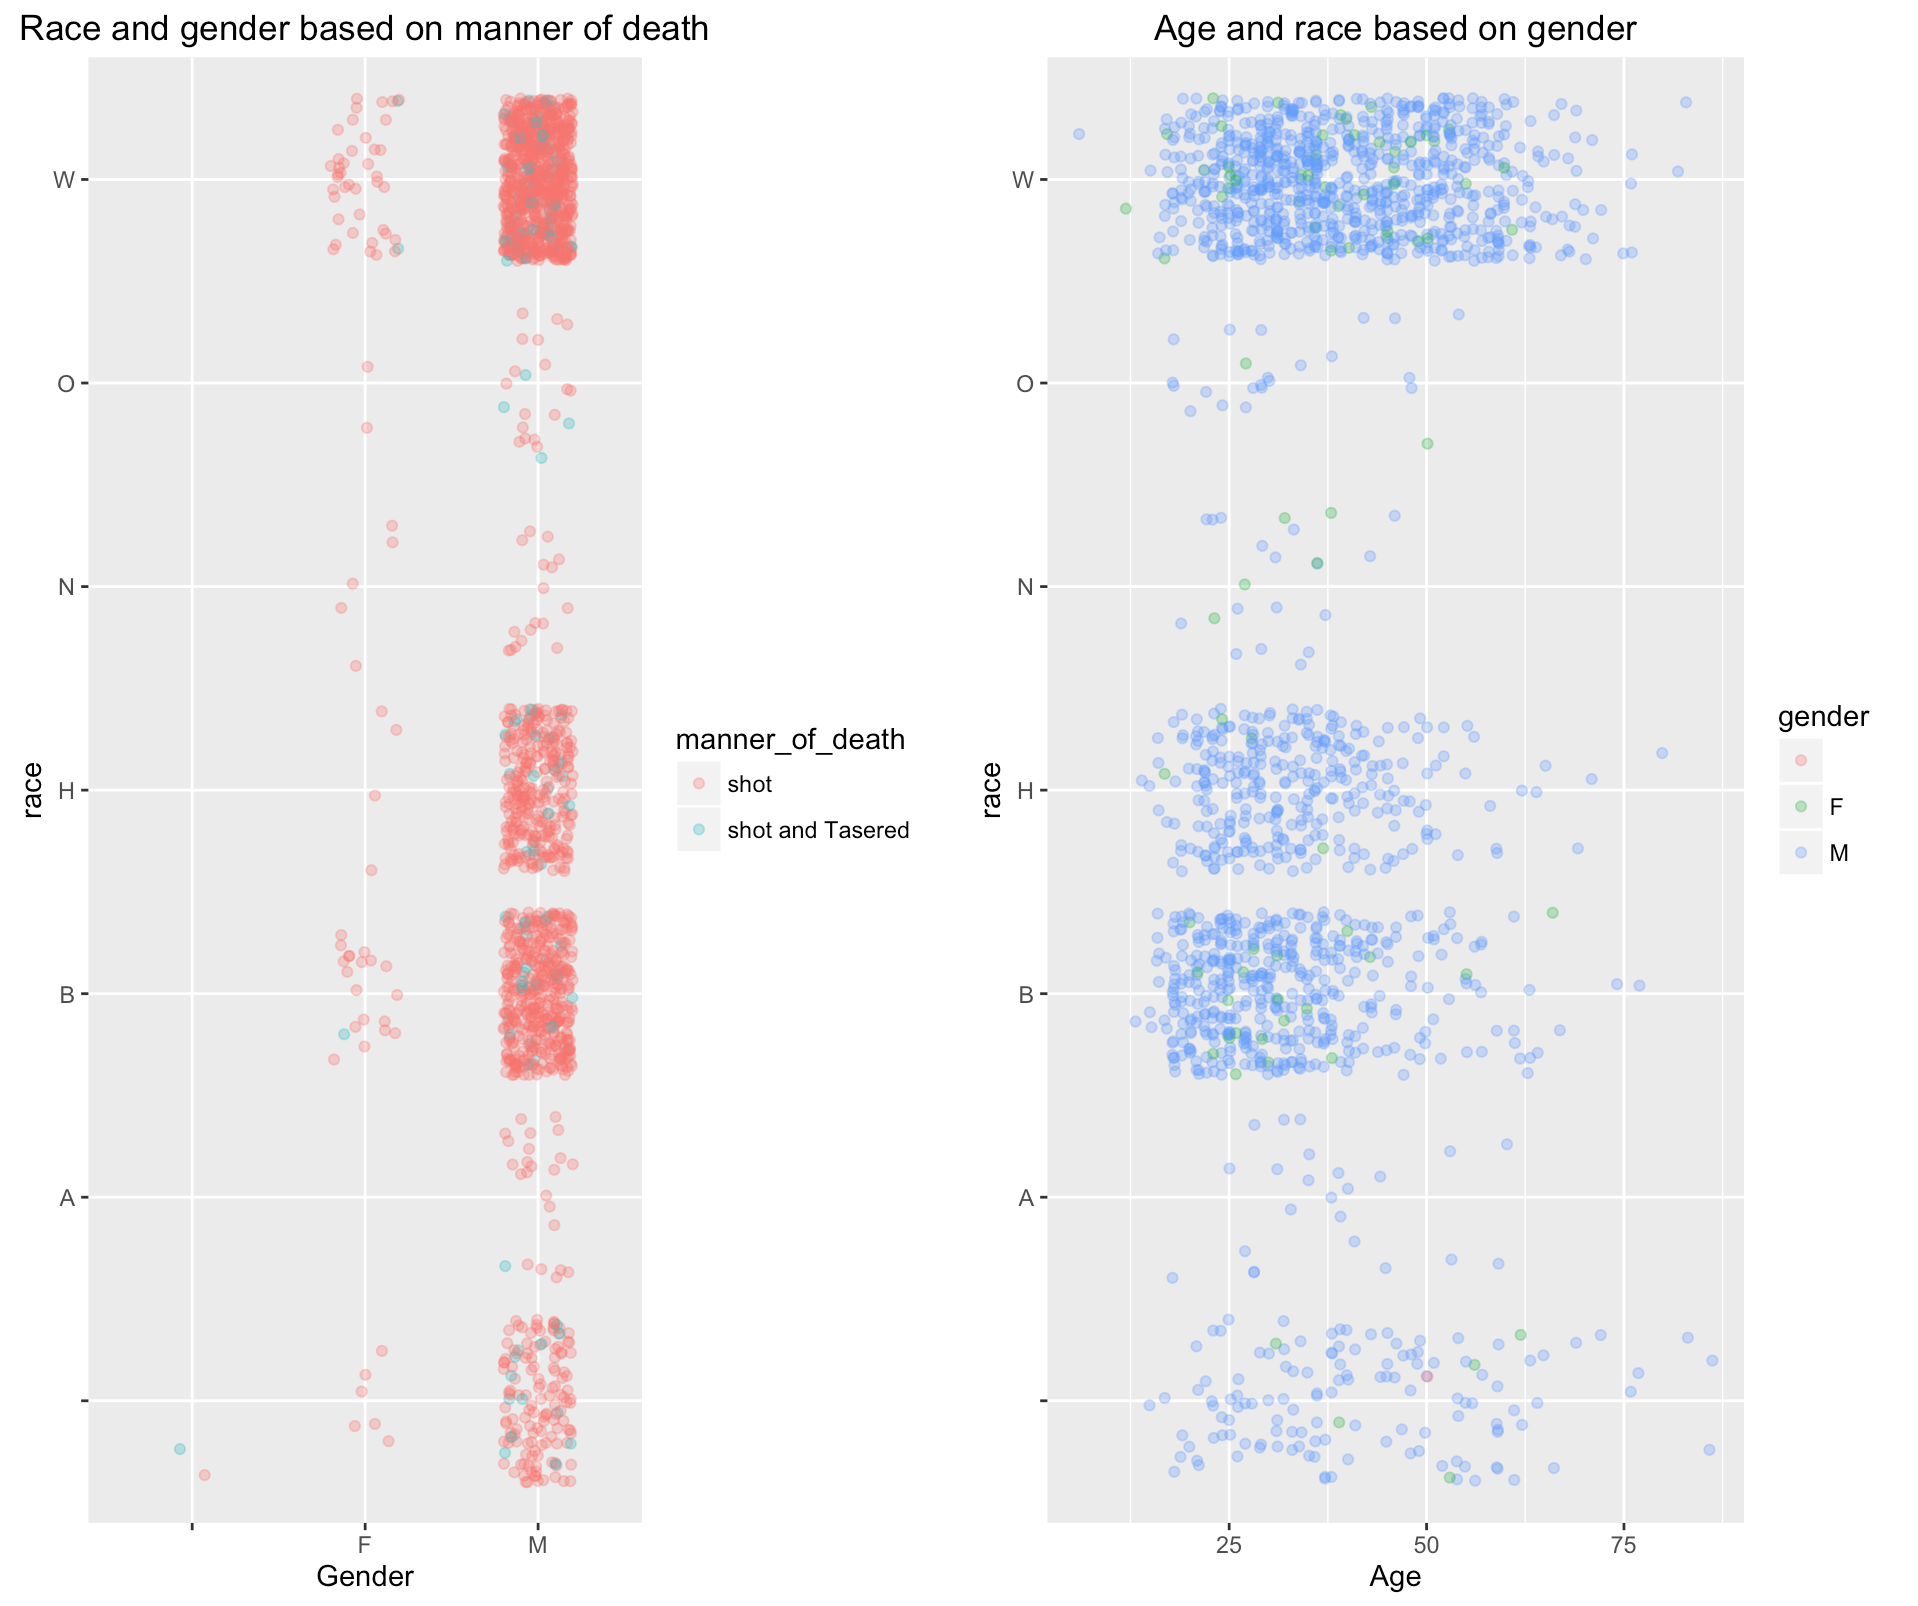 Race and gender based on manner of death
race
W
O
N
H
B
A
F
M
Gender
manner_of_death
shot
shot and Tasered
Age and race based on gender
race
W
O
N
H
B
A
25
50
75
Age
gender
F
M